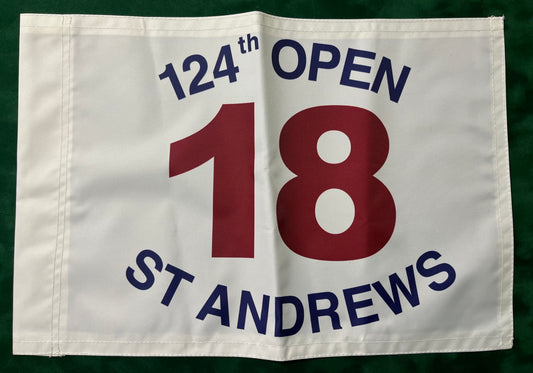 124th OPEN
18
ST ANDREWS